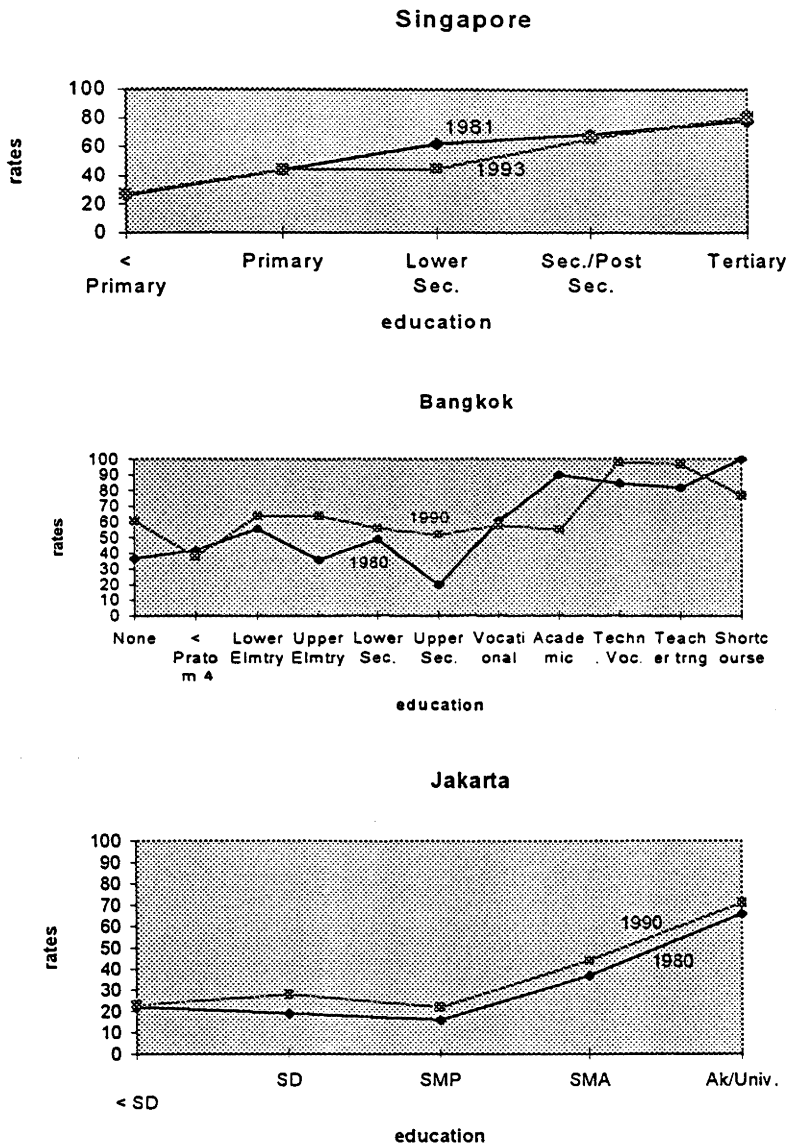 Singapore
100
80
60
40
20
0
rates
1981
1993
< Primary Lower Sec./Post Tertiary
Primary Sec. Sec.
education
Bangkok
100
90
80
70
60
50
40
30
20
10
0
rates
1990
1980
None < Lower Upper Lower Upper Vocati Acade Techn Teach Shortc
Prato Elmtry Elmtry Sec. Sec. onal mic . Voc. er trng ourse
m 4
education
Jakarta
100
90
80
70
60
50
40
30
20
10
0
rates
1990
1980
SD SMP SMA Ak/Univ.
< SD
education